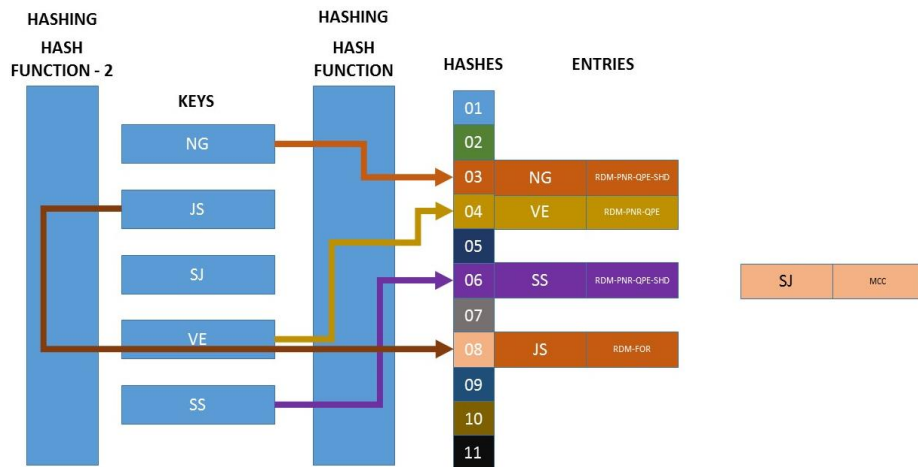 HASHING
HASH
FUNCTION - 2
KEYS
NG
JS
SJ
VE
SS
HASHING
HASH
FUNCTION
HASHES ENTRIES
01
02
03 NG RDM-PNR-QPE-SHD
04 VE RDM-PNR-QPE
05
06 SS RDM-PNR-QPE-SHD SJ MCC
07
08 JS RDM-FOR
09
10
11